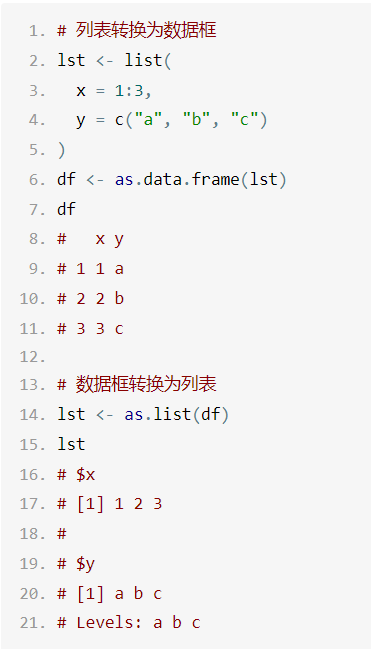 1. # 列表转换为数据框
2. lst <- list(
3.   x = 1:3,
4.   y = c("a", "b", "c")
5. )
6. df <- as.data.frame(lst)
7. df
8. #   x y
9. # 1 1 a
10. # 2 2 b
11. # 3 3 c
12.
13. # 数据框转换为列表
14. lst <- as.list(df)
15. lst
16. # $x
17. # [1] 1 2 3
18. #
19. # $y
20. # [1] a b c
21. # Levels: a b c